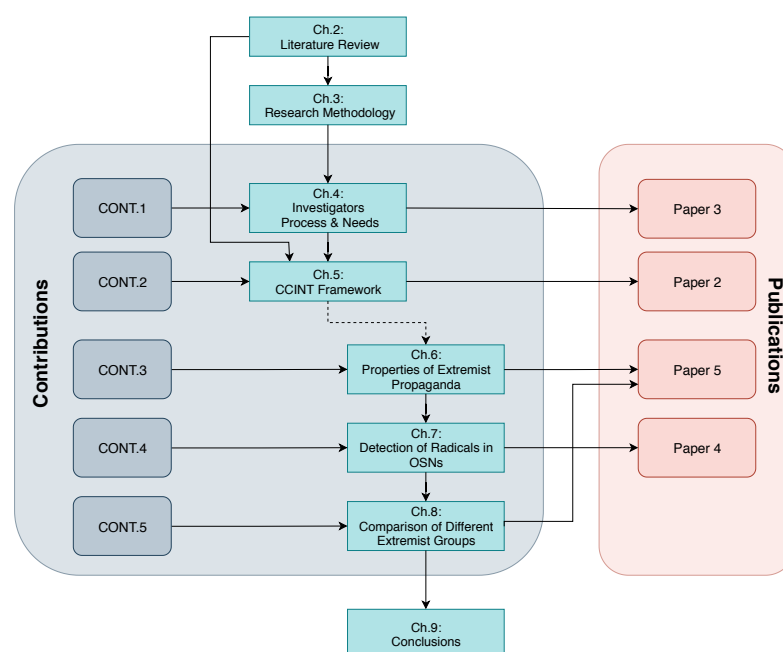 Ch.2:
Literature Review
Ch.3:
Research Methodology
Contributions
Publications
CONT.1
Ch.4:
Investigators
Process & Needs
Paper 3
CONT.2
Ch.5:
CCINT Framework
Paper 2
CONT.3
Ch.6:
Properties of Extremist
Propaganda
Paper 5
CONT.4
Ch.7:
Detection of Radicals in
OSNs
Paper 4
CONT.5
Ch.8:
Comparison of Different
Extremist Groups
Ch.9:
Conclusions